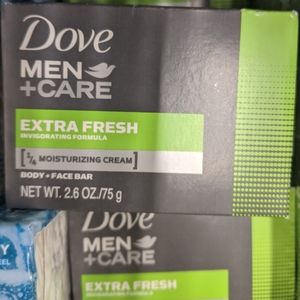 Dove
MEN
+CARE
EXTRA FRESH
INVIGORATING FORMULA
[ 1/4 MOISTURIZING CREAM ]
BODY + FACE BAR
NET WT. 2.6 OZ./75 g
Dove
MEN
+CARE
EXTRA FRESH